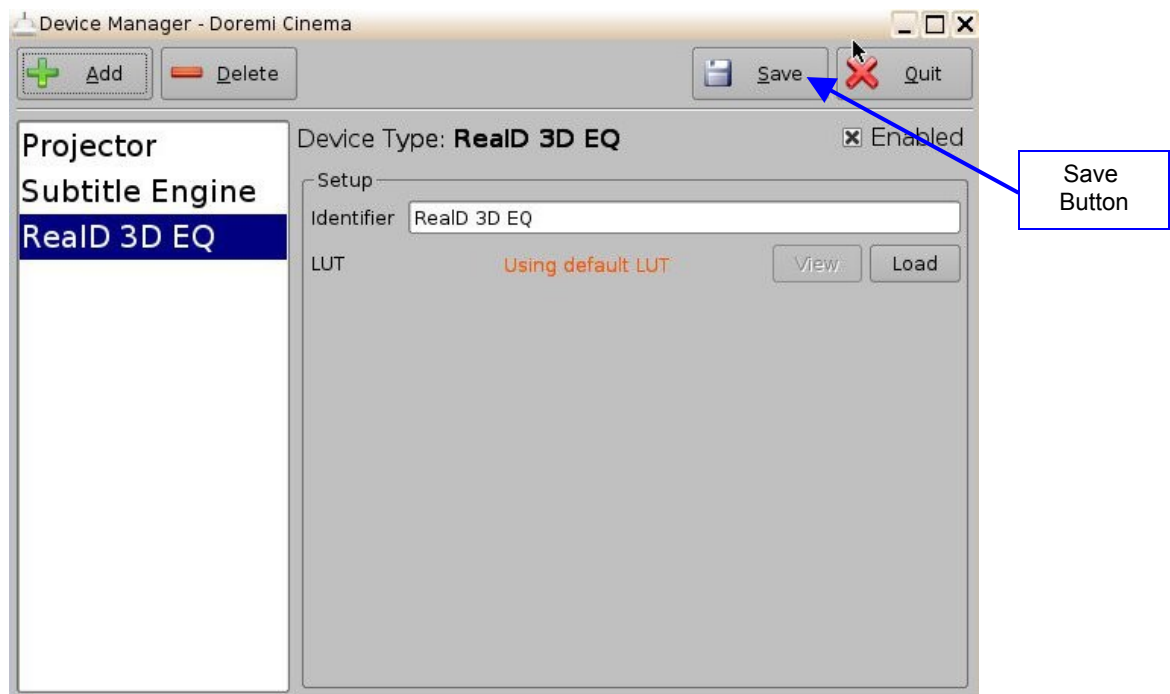 Device Manager - Doremi Cinema
Add
Delete
Save
Quit
Projector
Subtitle Engine
RealD 3D EQ
Device Type: RealD 3D EQ
Enabled
Setup
Identifier RealD 3D EQ
LUT Using default LUT View Load
Save
Button